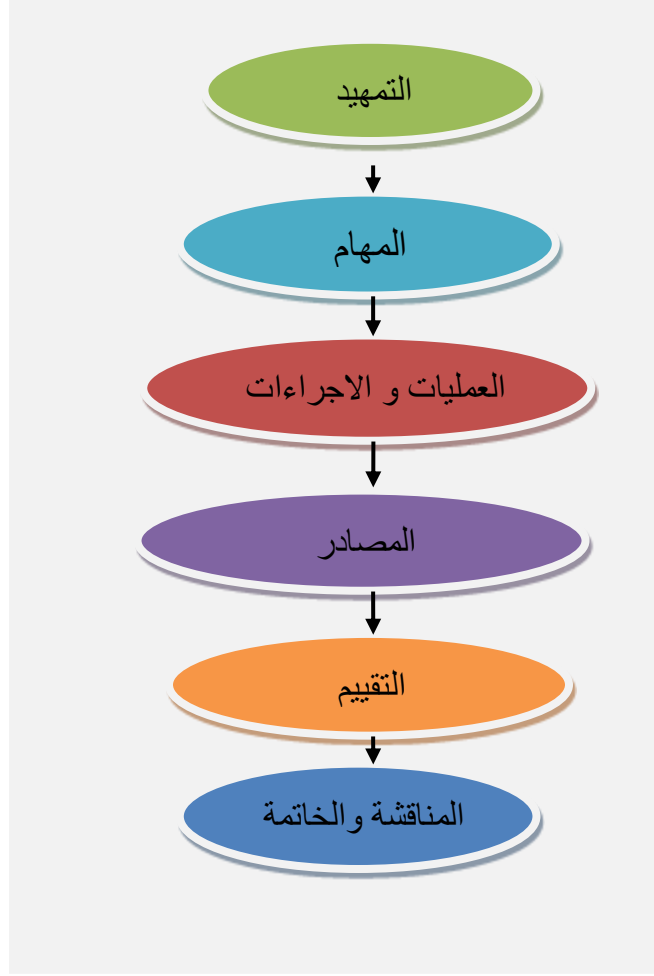 التمهيد
المهام
العمليات و الاجراءات
المصادر
التقييم
المناقشة والخاتمة